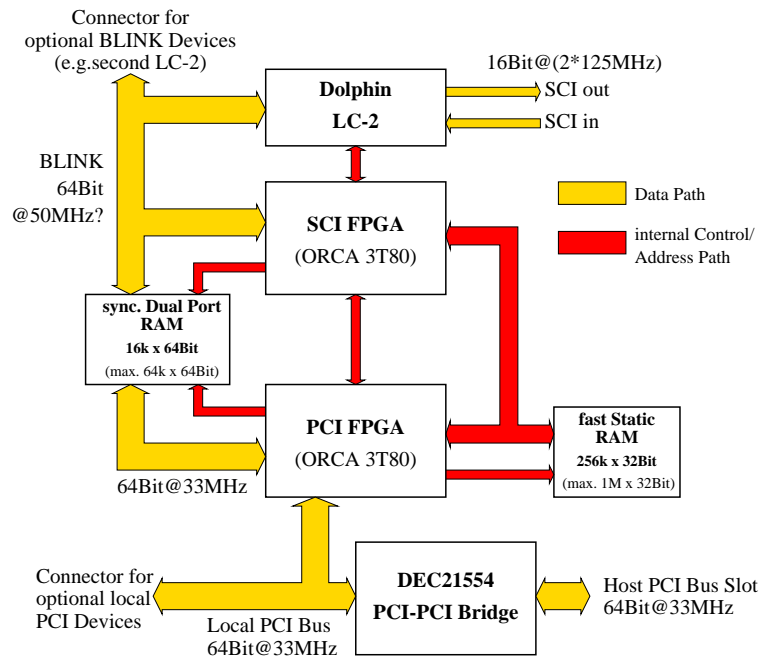 Connector for
optional BLINK Devices
(e.g.second LC-2)
16Bit@(2*125MHz)
Dolphin
LC-2
SCI out
SCI in
BLINK
64Bit
@50MHz?
SCI FPGA
(ORCA 3T80)
Data Path
internal Control/
Address Path
sync. Dual Port
RAM
16k x 64Bit
(max. 64k x 64Bit)
PCI FPGA
(ORCA 3T80)
fast Static
RAM
256k x 32Bit
(max. 1M x 32Bit)
64Bit@33MHz
Connector for
optional local
PCI Devices
Local PCI Bus
64Bit@33MHz
DEC21554
PCI-PCI Bridge
Host PCI Bus Slot
64Bit@33MHz